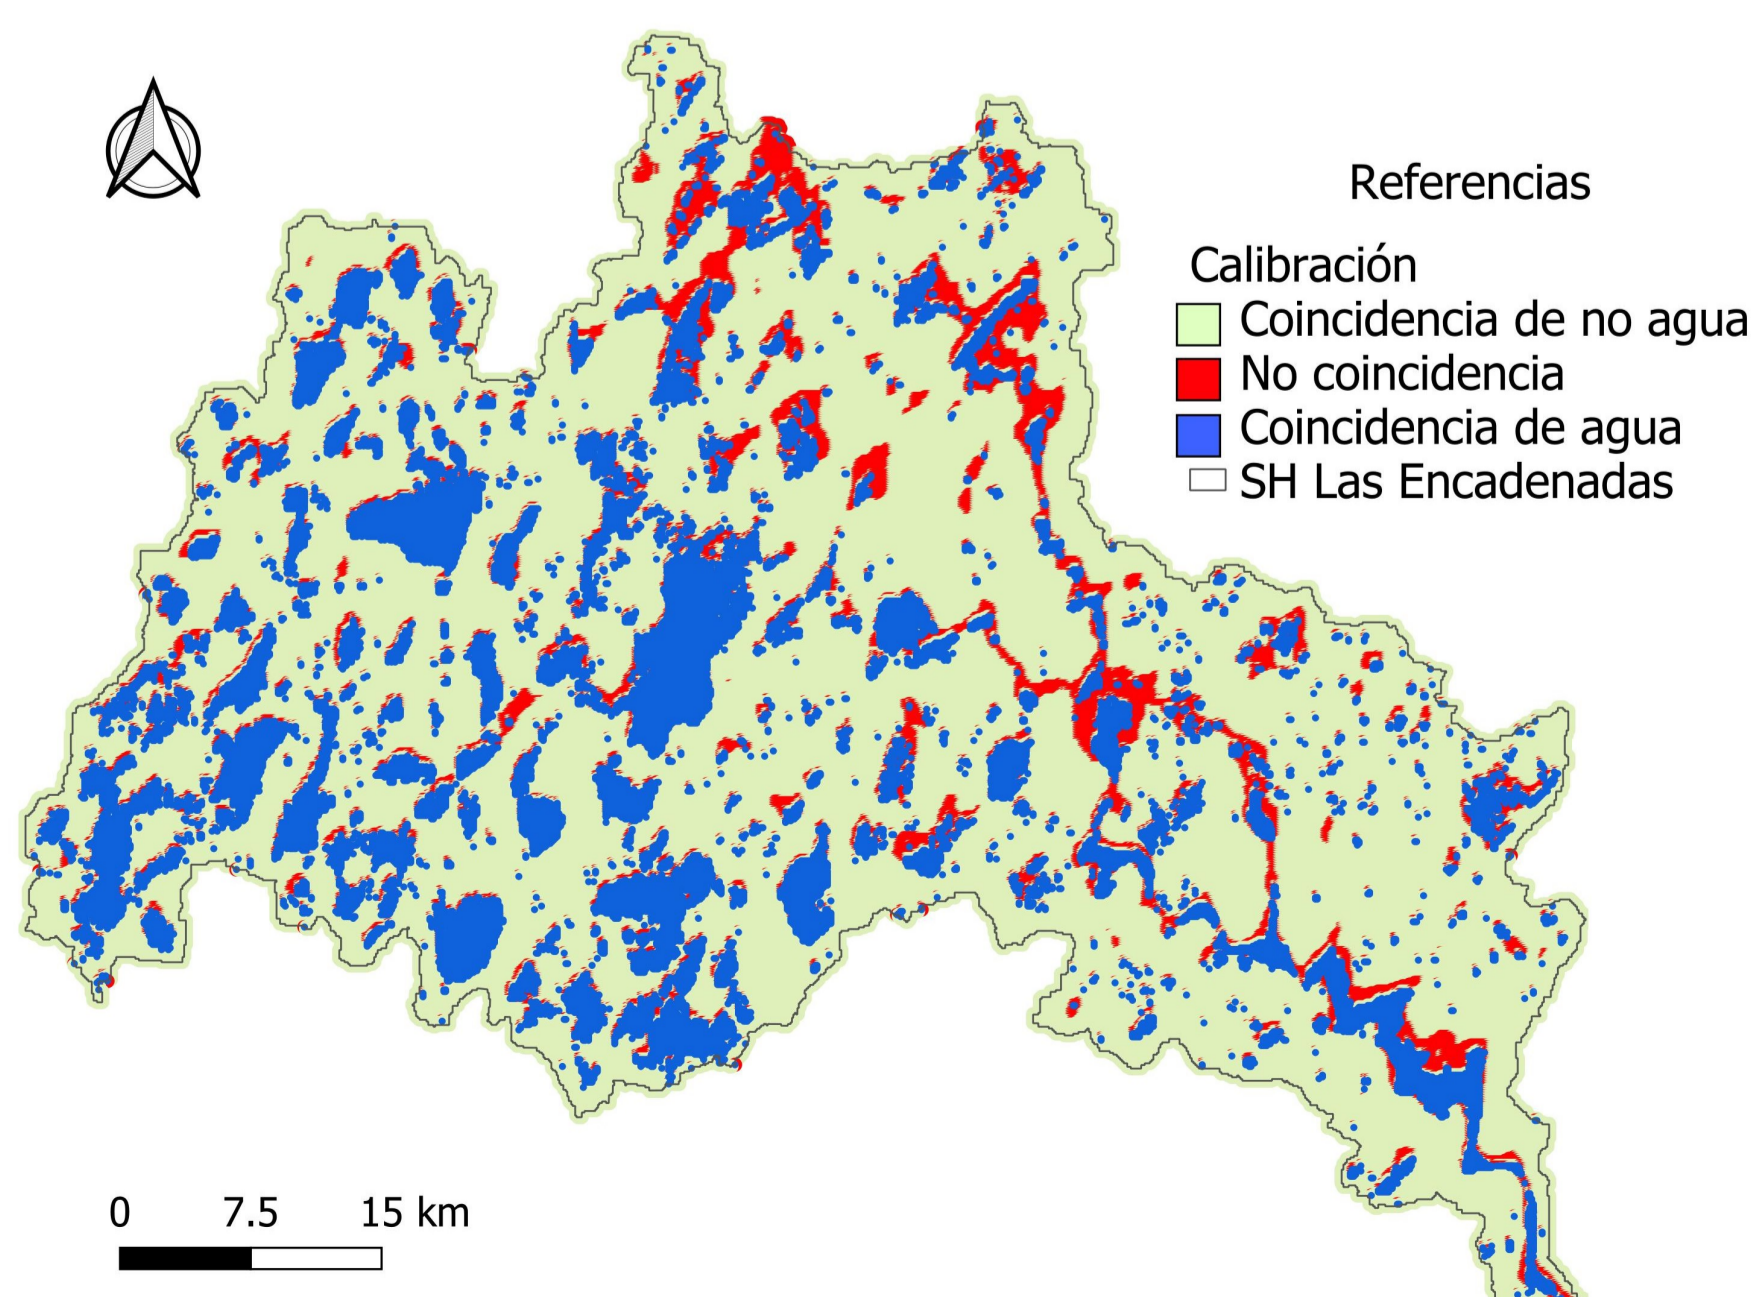 Referencias
Calibración
Coincidencia de no agua
No coincidencia
Coincidencia de agua
SH Las Encadenadas
0 7.5 15 km